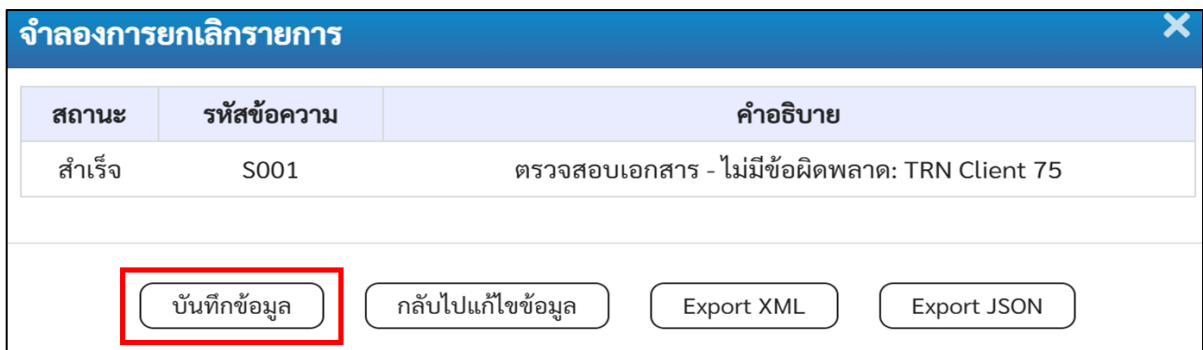 จำลองการยกเลิกรายการ
สถานะ รหัสข้อความ คำอธิบาย
สำเร็จ S001 ตรวจสอบเอกสาร - ไม่มีข้อผิดพลาด: TRN Client 75
บันทึกข้อมูล กลับไปแก้ไขข้อมูล Export XML Export JSON